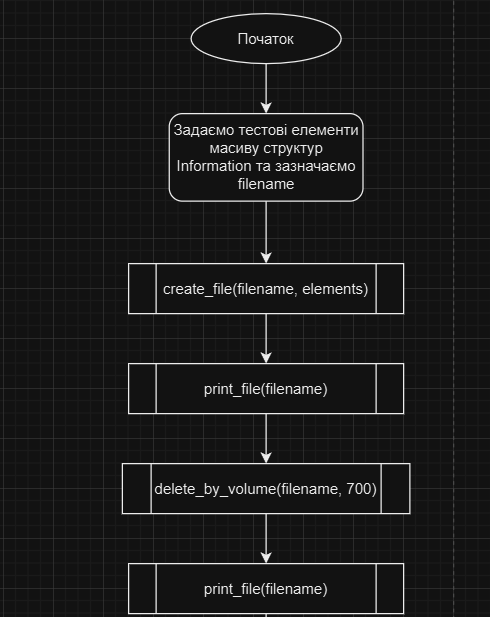 Початок
Задаємо тестові елементи
масиву структур
Information та зазначаємо
filename
create_file(filename, elements)
print_file(filename)
delete_by_volume(filename, 700)
print_file(filename)